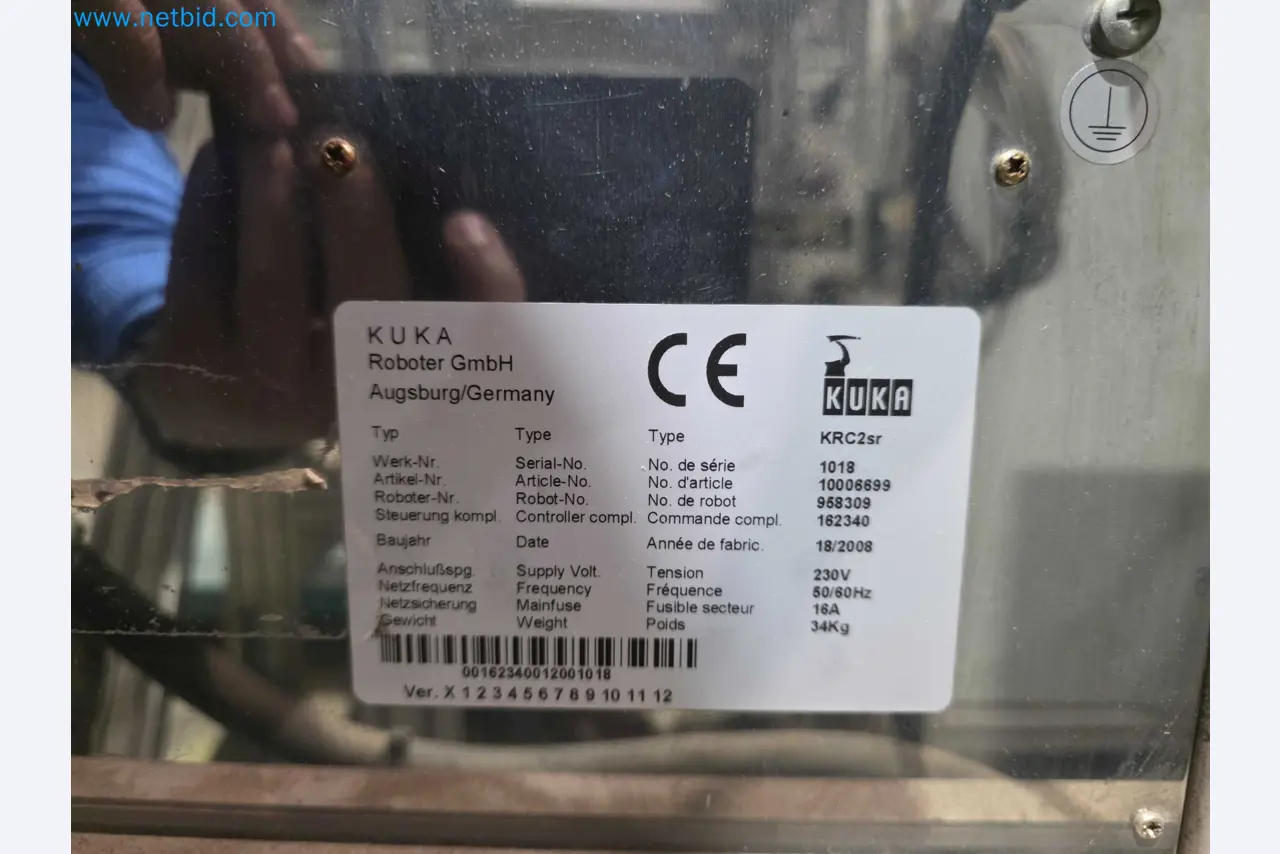 www.netbid.com
KUKA
Roboter GmbH
Augsburg/Germany
CE
KUKA
Typ Type Type KRC2sr
Werk-Nr. Serial-No. No. de série 1018
Artikel-Nr. Article-No. No. d'article 10006699
Roboter-Nr. Robot-No. No. de robot 958309
Steuerung kompl. Controller compl. Commande compl. 162340
Baujahr Date Année de fabric. 18/2008
Anschlußspg. Supply Volt. Tension 230V
Netzfrequenz Frequency Fréquence 50/60Hz
Netzsicherung Mainfuse Fusible secteur 16A
Gewicht Weight Poids 34Kg
00162340012001018
Ver. X 1 2 3 4 5 6 7 8 9 10 11 12